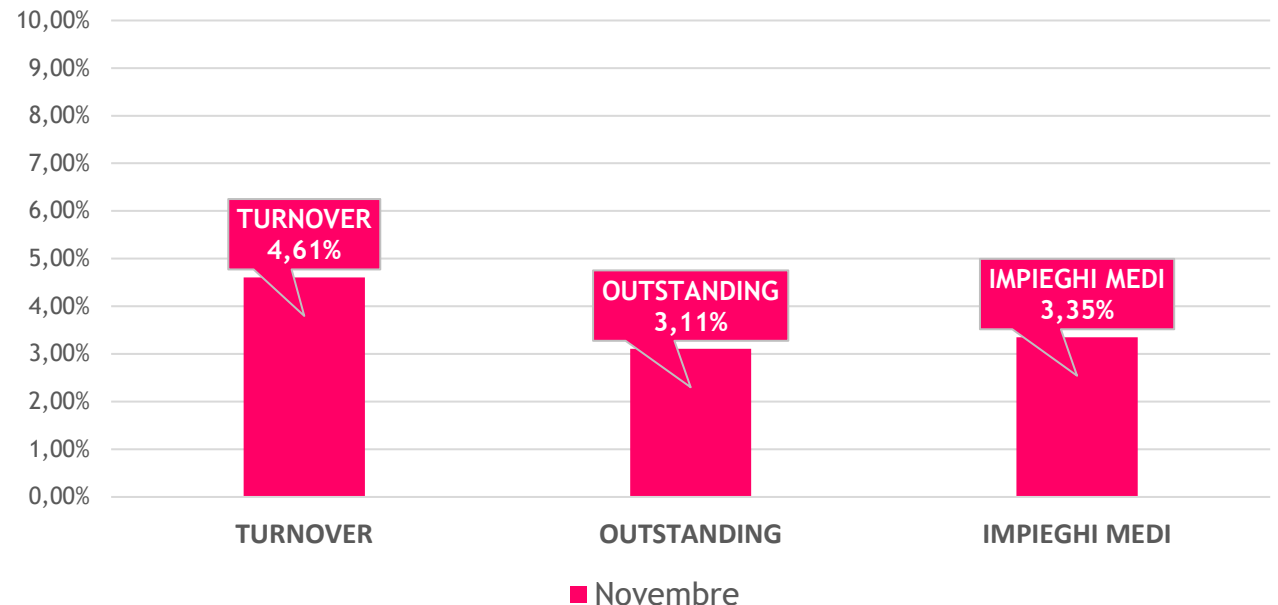 10,00%
9,00%
8,00%
7,00%
6,00%
5,00%
4,00%
3,00%
2,00%
1,00%
0,00%
TURNOVER
4,61%
OUTSTANDING
3,11%
IMPIEGHI MEDI
3,35%
TURNOVER
OUTSTANDING
IMPIEGHI MEDI
Novembre